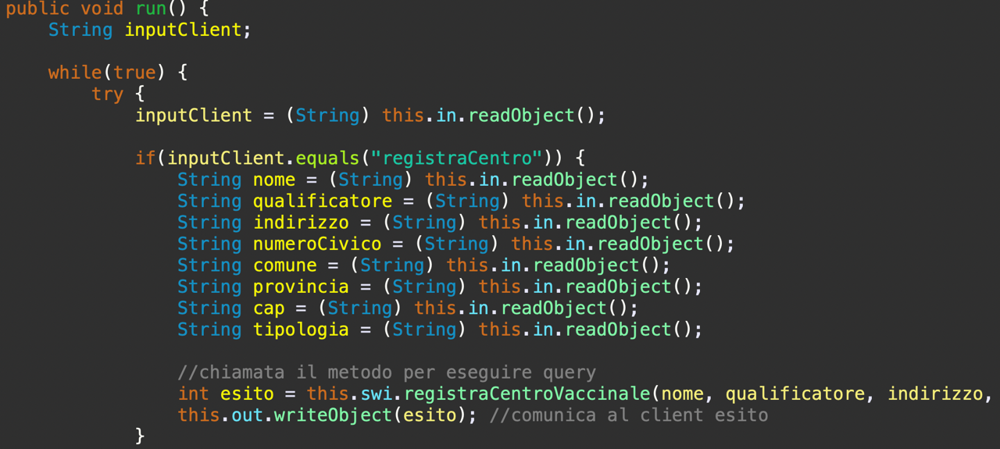 public void run() {
    String inputClient;

    while(true) {
        try {
            inputClient = (String) this.in.readObject();

            if(inputClient.equals("registraCentro")) {
                String nome = (String) this.in.readObject();
                String qualificatore = (String) this.in.readObject();
                String indirizzo = (String) this.in.readObject();
                String numeroCivico = (String) this.in.readObject();
                String comune = (String) this.in.readObject();
                String provincia = (String) this.in.readObject();
                String cap = (String) this.in.readObject();
                String tipologia = (String) this.in.readObject();

                //chiamata il metodo per eseguire query
                int esito = this.swi.registraCentroVaccinale(nome, qualificatore, indirizzo,
                this.out.writeObject(esito); //comunica al client esito
            }